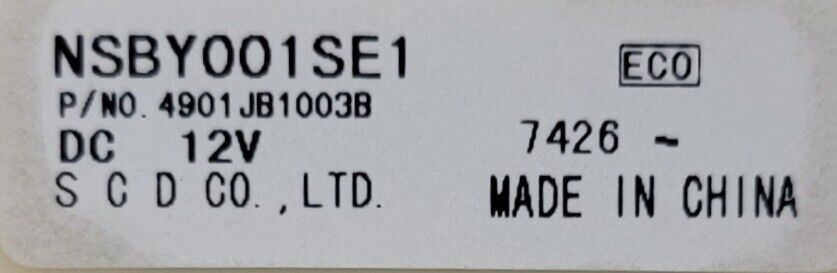 NSBY001SE1
ECO
P/NO. 4901JB1003B
DC 12V
7426 ~
S C D CO.,LTD.
MADE IN CHINA